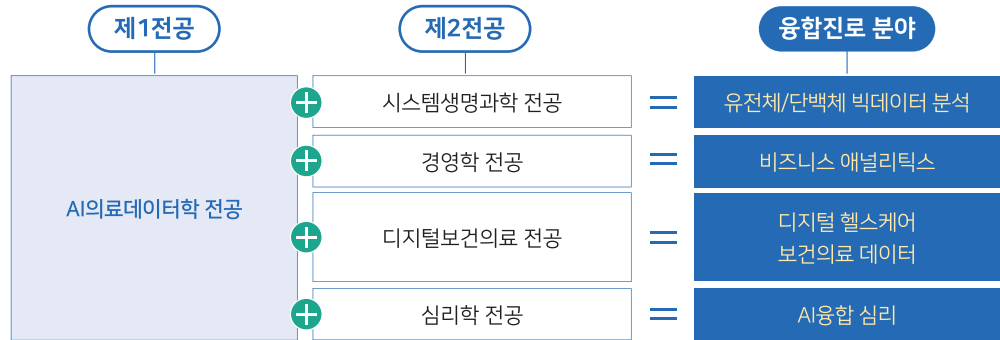 제1전공
제2전공
융합진로 분야
AI의료데이터학 전공
시스템생명과학 전공
유전체/단백체 빅데이터 분석
경영학 전공
비즈니스 애널리틱스
디지털보건의료 전공
디지털 헬스케어
보건의료 데이터
심리학 전공
AI융합 심리